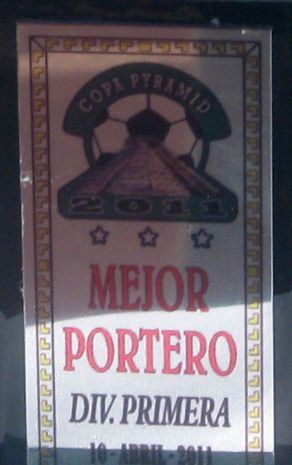 COPA PYRAMID
2011
MEJOR
PORTERO
DIV. PRIMERA
10-ABRIL-2011